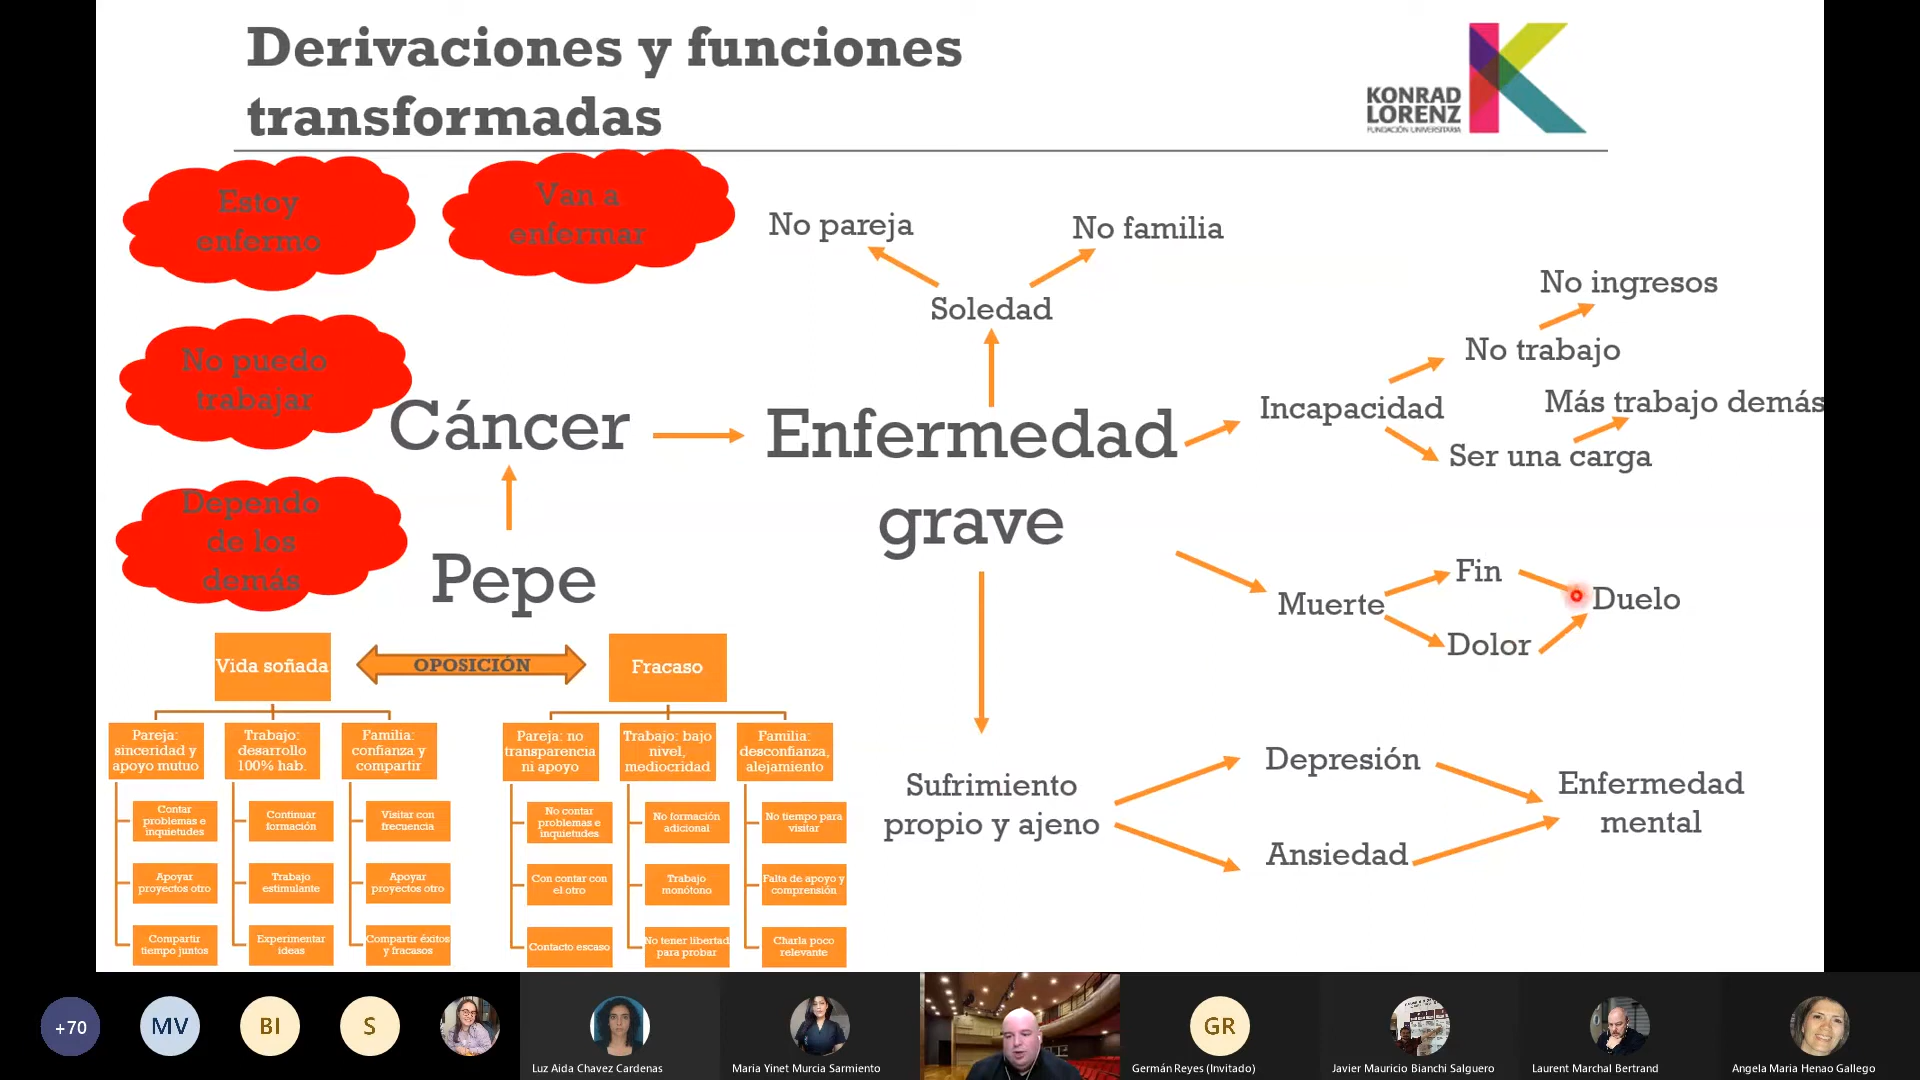 Derivaciones y funciones
transformadas
KONRAD
LORENZ
FUNDACIÓN UNIVERSITARIA
Estoy
enfermo
Van a
enfermar
No puedo
trabajar
Dependo
de los
demás
No pareja
No familia
Soledad
No ingresos
No trabajo
Incapacidad
Más trabajo demás
Ser una carga
Cáncer
Enfermedad
grave
Pepe
Fin
Muerte
Duelo
Dolor
Sufrimiento
propio y ajeno
Depresión
Ansiedad
Enfermedad
mental
Vida soñada
OPOSICIÓN
Fracaso
Pareja:
sinceridad y
apoyo mutuo
Trabajo:
desarrollo
100% hab.
Familia:
confianza y
compartir
Contar
problemas e
inquietudes
Continuar
formación
Visitar con
frecuencia
Apoyar
proyectos otro
Trabajo
estimulante
Apoyar
proyectos otro
Compartir
tiempo juntos
Experimentar
ideas
Compartir éxitos
y fracasos
Pareja: no
transparencia
ni apoyo
Trabajo: bajo
nivel,
mediocridad
Familia:
desconfianza,
alejamiento
No contar
problemas e
inquietudes
No formación
adicional
No tiempo para
visitar
Con contar con
el otro
Trabajo
monótono
Falta de apoyo y
comprensión
Contacto escaso
No tener libertad
para probar
Charla poco
relevante
+70
MV
BI
S
GR
Luz Aida Chavez Cardenas
Maria Yinet Murcia Sarmiento
Germán Reyes (Invitado)
Javier Mauricio Bianchi Salguero
Laurent Marchal Bertrand
Angela Maria Henao Gallego